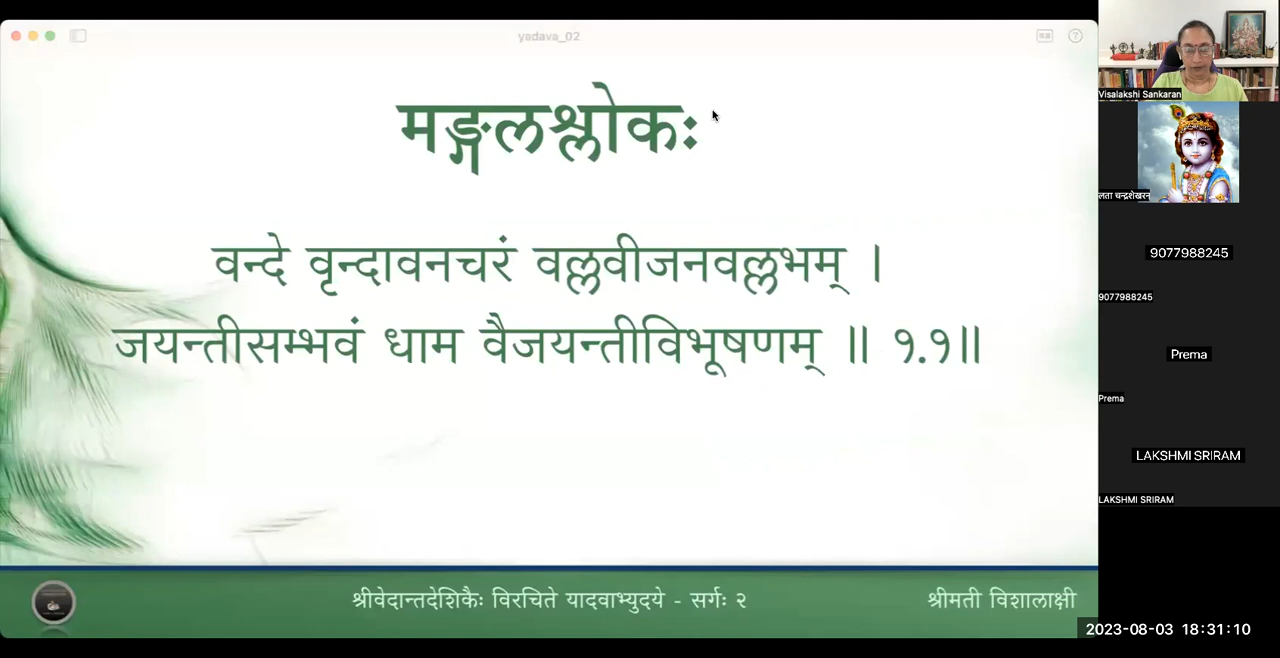 yadava_02
मङ्गलश्लोकः
वन्दे वृन्दावनचरं वल्लवीजनवल्लभम् ।
जयन्तीसम्भवं धाम वैजयन्तीविभूषणम् ॥ १.१॥
श्रीवेदान्तदेशिकैः विरचिते यादवाभ्युदये - सर्गः २
श्रीमती विशालाक्षी
Visalakshi Sankaran
लता चन्द्रशेखरन
9077988245
9077988245
Prema
Prema
LAKSHMI SRIRAM
LAKSHMI SRIRAM
2023-08-03 18:31:10